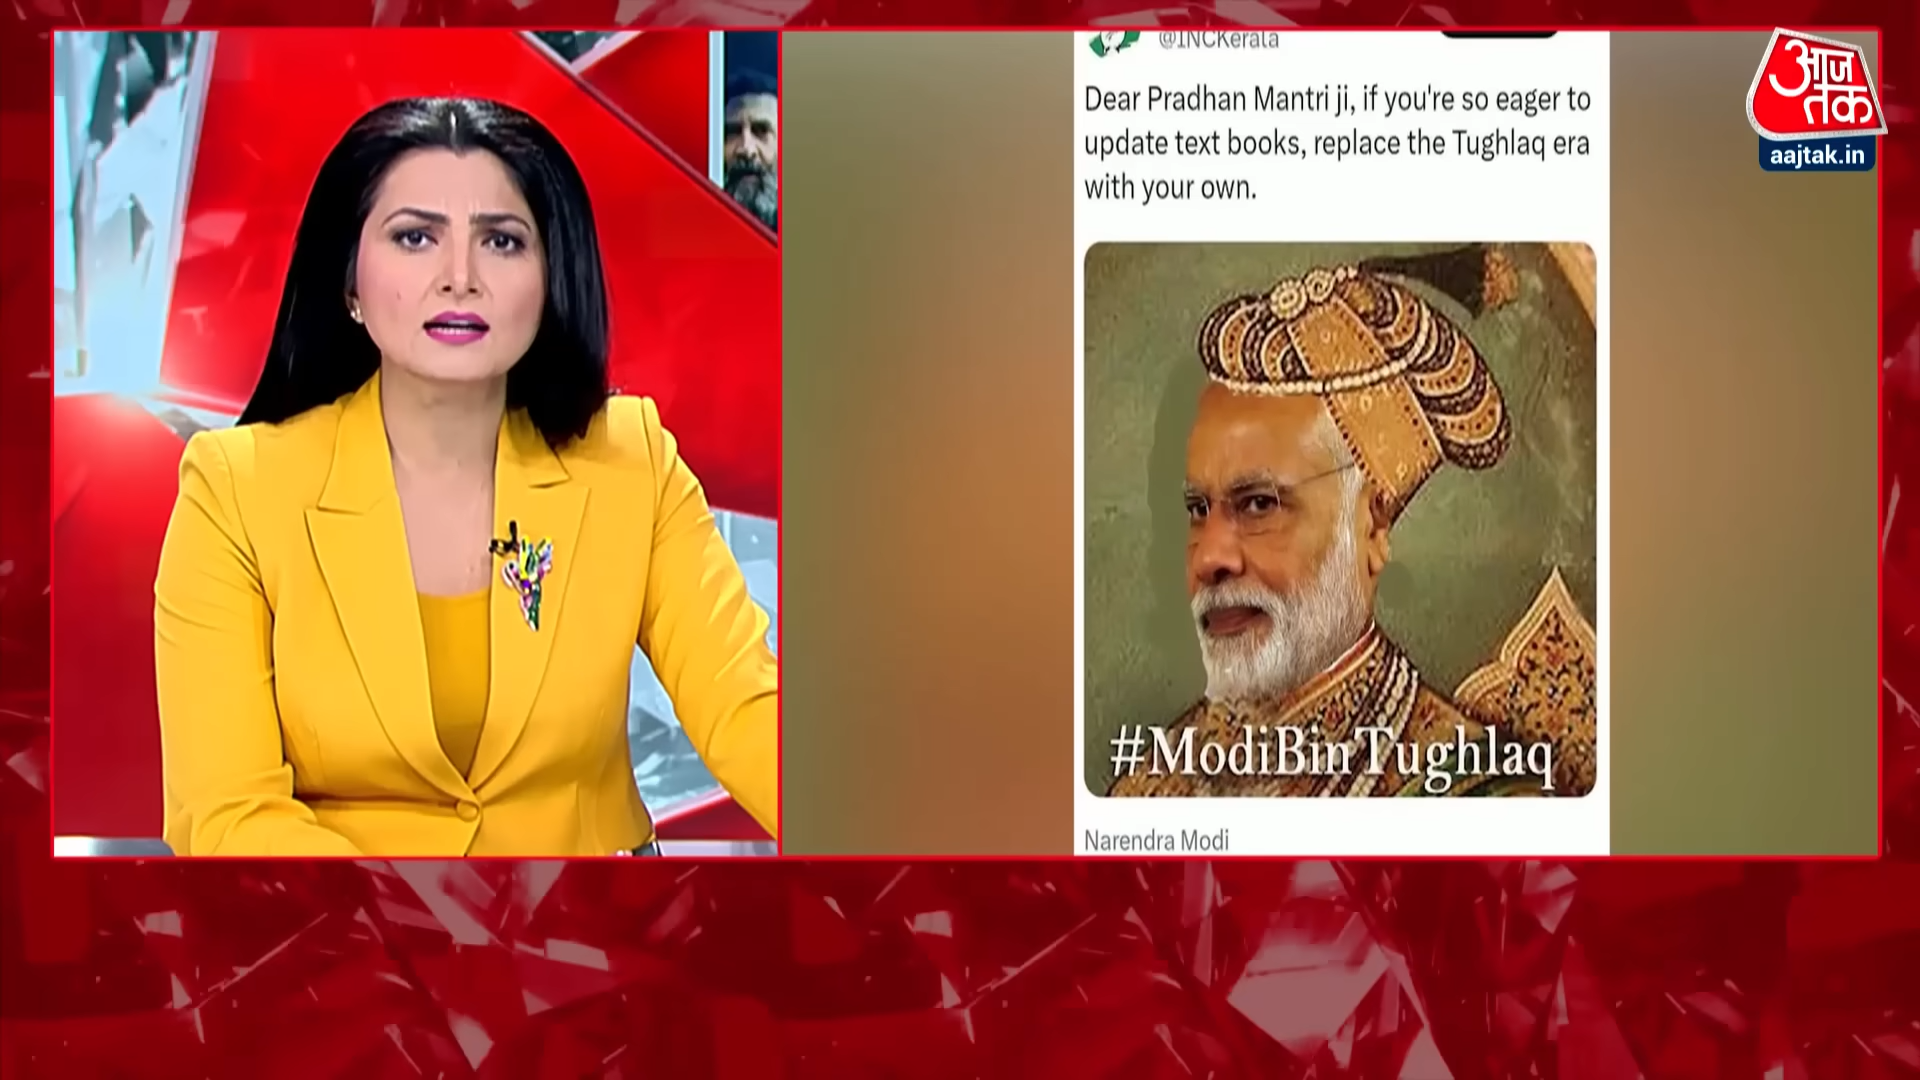 @INCKerala
Dear Pradhan Mantri ji, if you're so eager to
update text books, replace the Tughlaq era
with your own.
#ModiBinTughlaq
Narendra Modi
आज
तक
aajtak.in